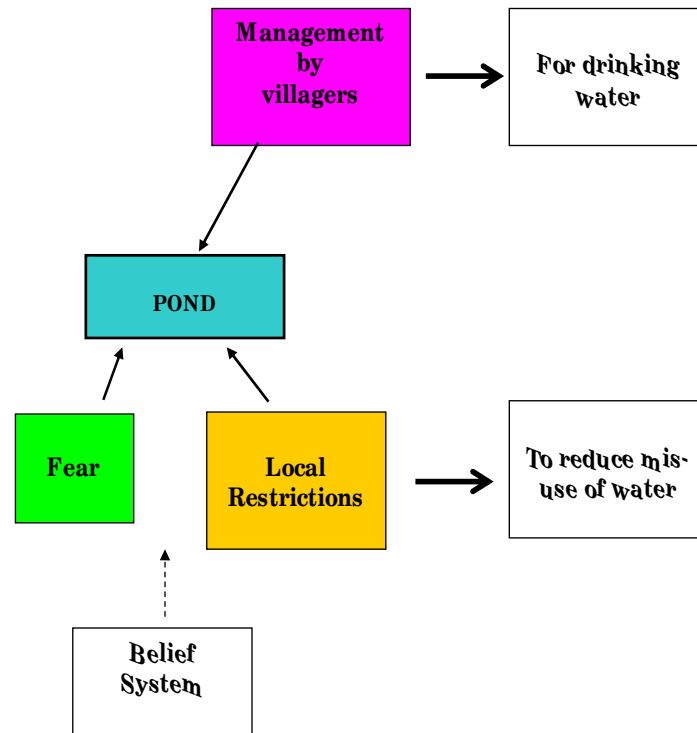 Management
by
villagers
For drinking
water
POND
Fear
Local
Restrictions
To reduce mis-
use of water
Belief
System